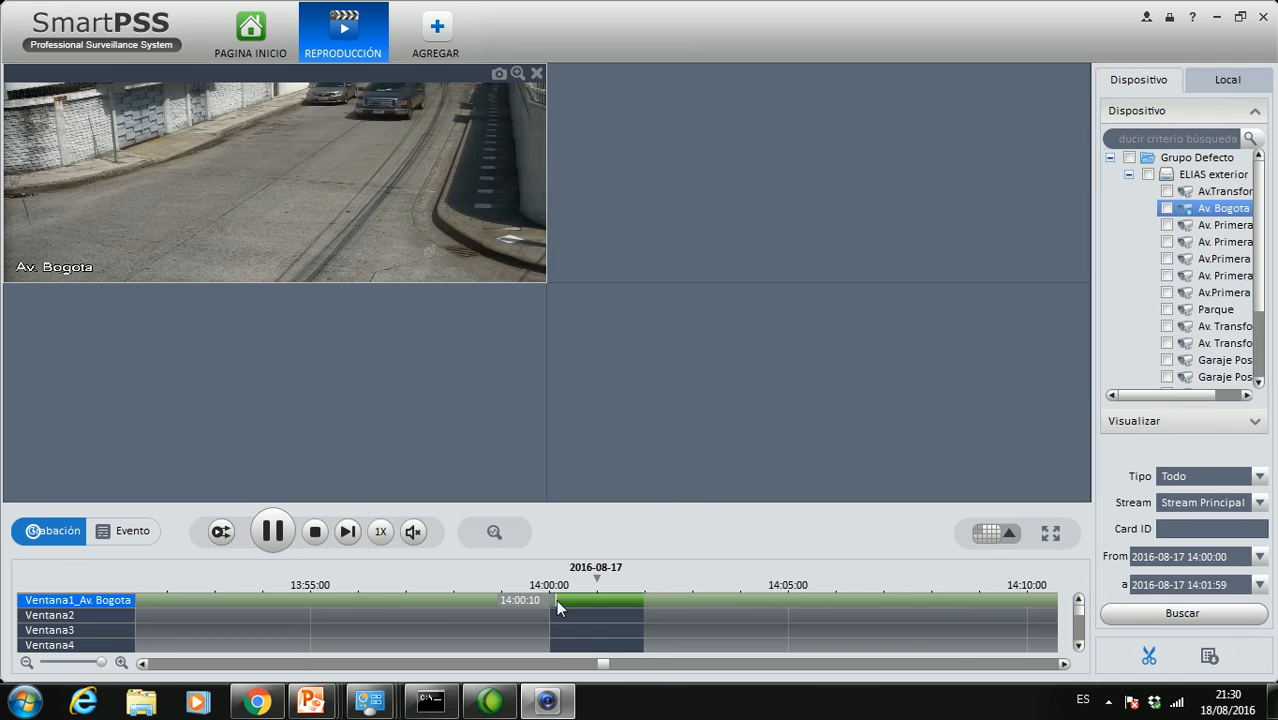 SmartPSS
Professional Surveillance System
PAGINA INICIO
REPRODUCCIÓN
AGREGAR
Av. Bogota
Dispositivo
Local
Dispositivo
ducir criterio búsqueda
Grupo Defecto
ELIAS exterior
Av.Transfor
Av. Bogota
Av. Primera
Av. Primera
Av.Primera
Av. Primera
Av.Primera
Parque
Av. Transfo
Av. Transfo
Garaje Pos
Garaje Pos
Visualizar
Tipo Todo
Stream Stream Principal
Card ID
From 2016-08-17 14:00:00
a 2016-08-17 14:01:59
Buscar
Grabación
Evento
1X
2016-08-17
13:55:00 14:00:00 14:05:00 14:10:00
Ventana1_Av. Bogota 14:00:10
Ventana2
Ventana3
Ventana4
ES
21:30
18/08/2016